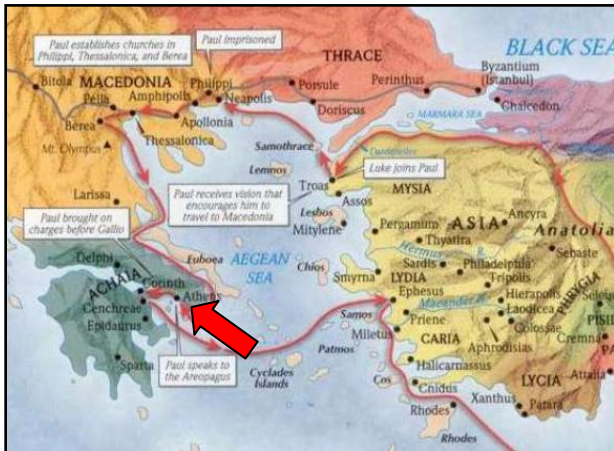 Paul establishes churches in
Philippi, Thessalonica, and Berea
Paul imprisoned
THRACE
BLACK SEA
Bitola
MACEDONIA
Pella
Amphipolis
Philippi
Neapolis
Porsule
Perinthus
Byzantium
(Istanbul)
Doriscus
Chalcedon
Berea
Apollonia
MARMARA SEA
Thessalonica
Mt. Olympus
Samothrace
Dardanelles
Lemnos
Luke joins Paul
Troas
MYSIA
Larissa
Paul receives vision that
encourages him to
travel to Macedonia
Assos
Lesbos
Mitylene
Pergamum
ASIA
Ancyra
Anatolia
Paul brought on
charges before Gallio
Thyatira
Hermus R.
Sebaste
Delphi
Euboea
AEGEAN
SEA
Chios
Smyrna
Sardis
Philadelphia
LYDIA
Tripolis
ACHAIA
Corinth
Athens
Ephesus
Hierapolis
PHRYGIA
Cenchreae
Maeander R.
Laodicea
Samos
Priene
Colossae
Epidaurus
Miletus
CARIA
Aphrodisias
Cremna
PISI
Patmos
Sparta
Paul speaks to
the Areopagus
Cyclades
Islands
Halicarnassus
LYCIA
Attalia
Cos
Cnidus
Xanthus
Patara
Rhodes
Rhodes